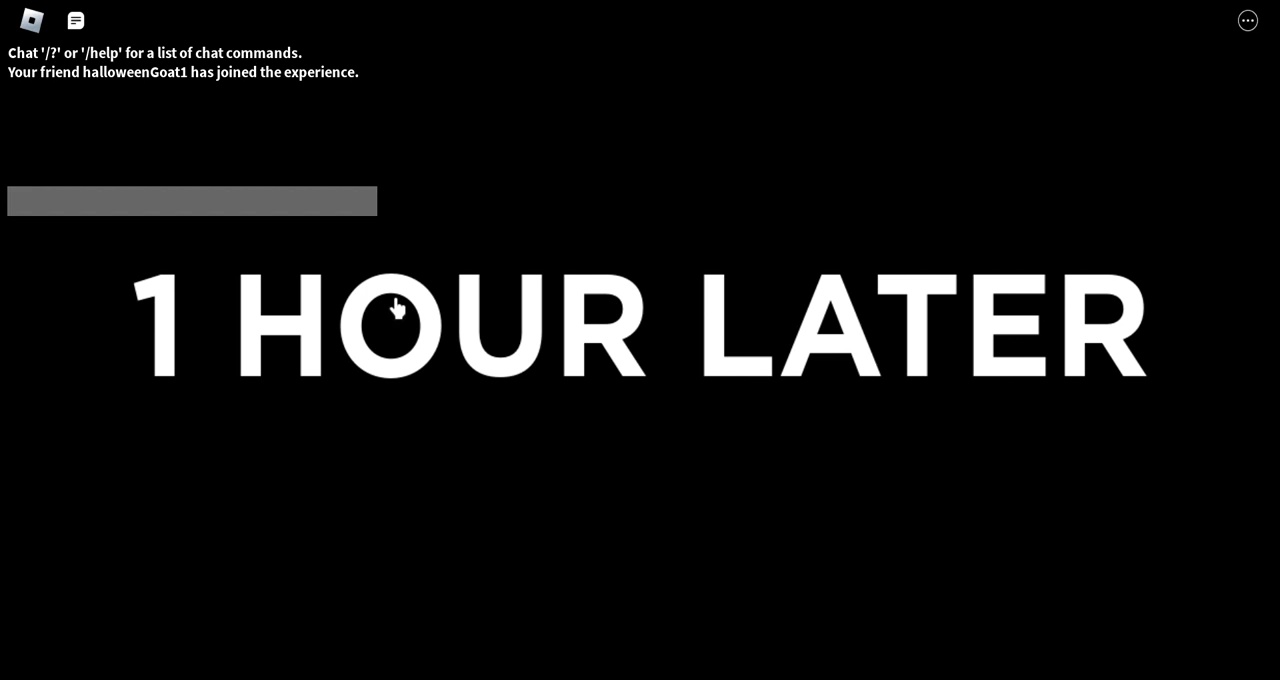 Chat '/?' or '/help' for a list of chat commands.
Your friend halloweenGoat1 has joined the experience.
1 HOUR LATER